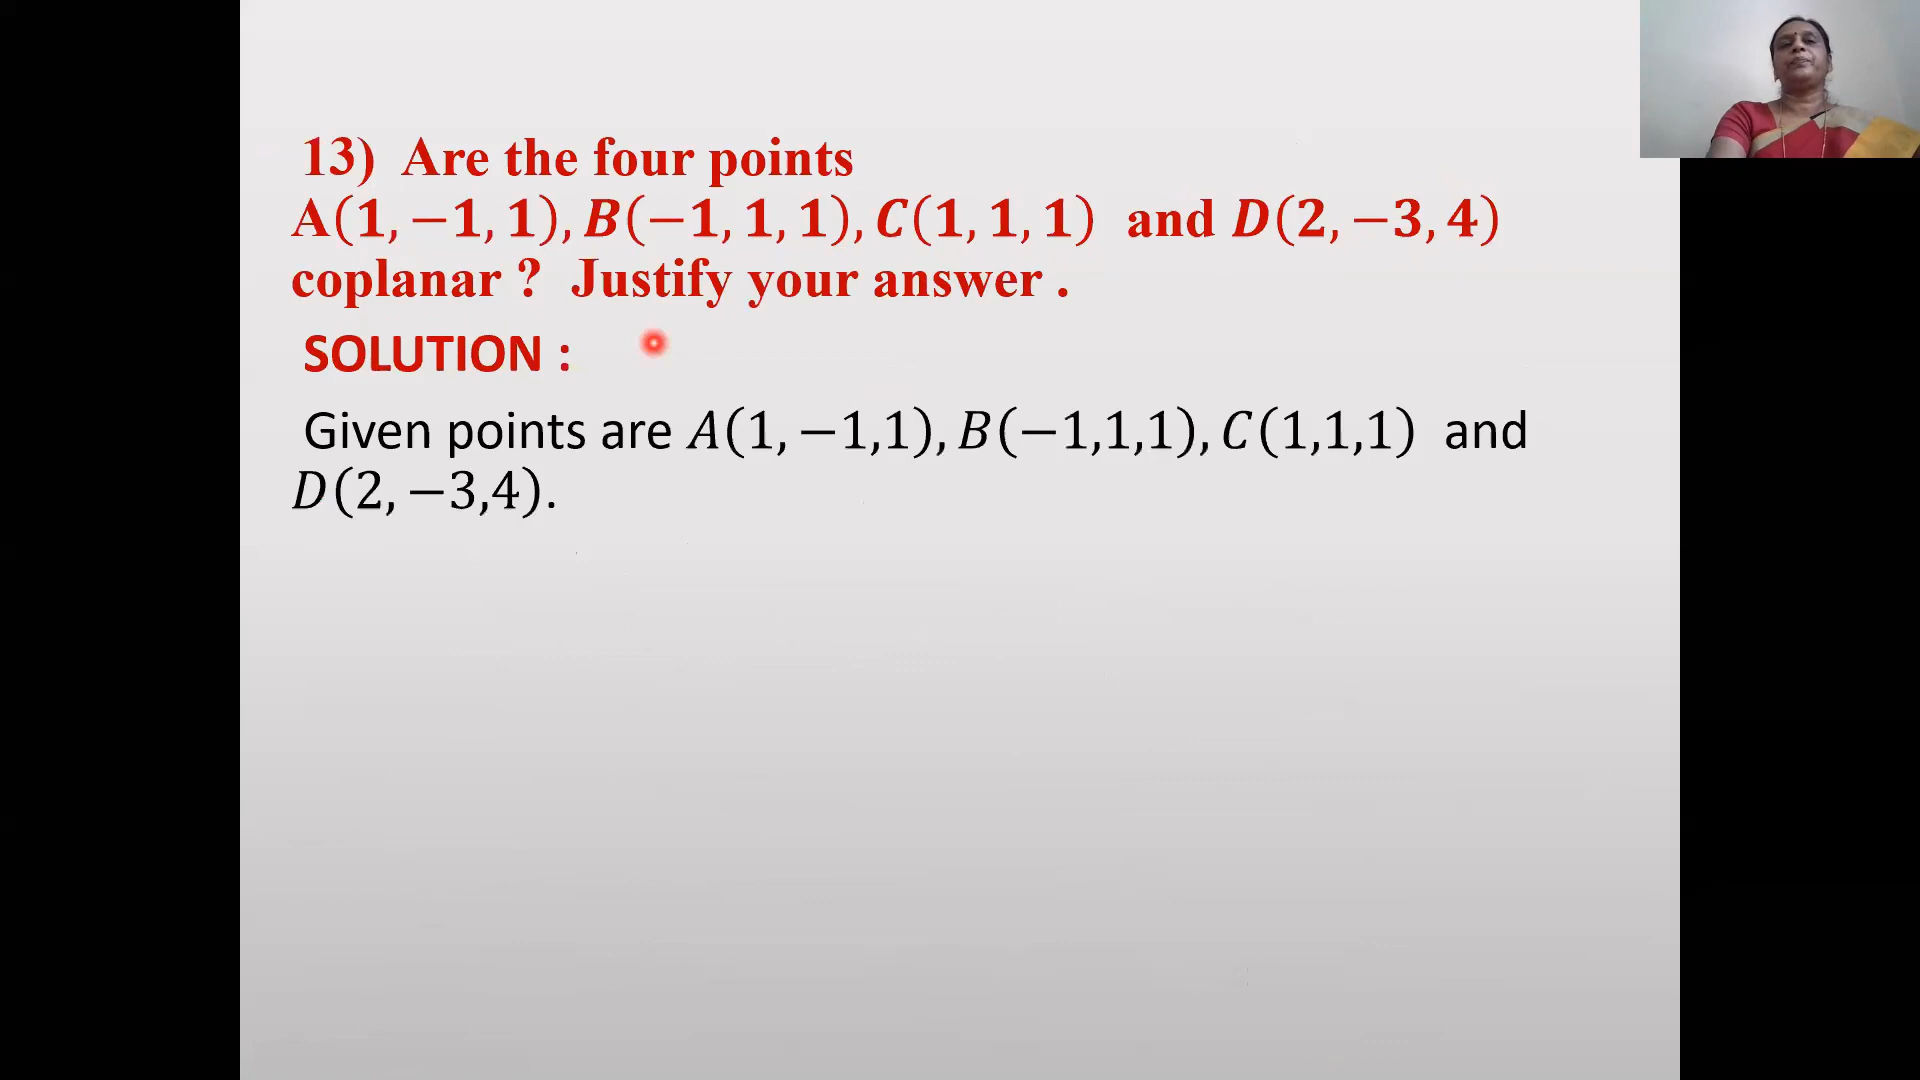 13) Are the four points
A(1, −1, 1), B(−1, 1, 1), C(1, 1, 1) and D(2, −3, 4)
coplanar ? Justify your answer .
SOLUTION :
Given points are A(1, −1,1), B(−1,1,1), C(1,1,1) and
D(2, −3,4).